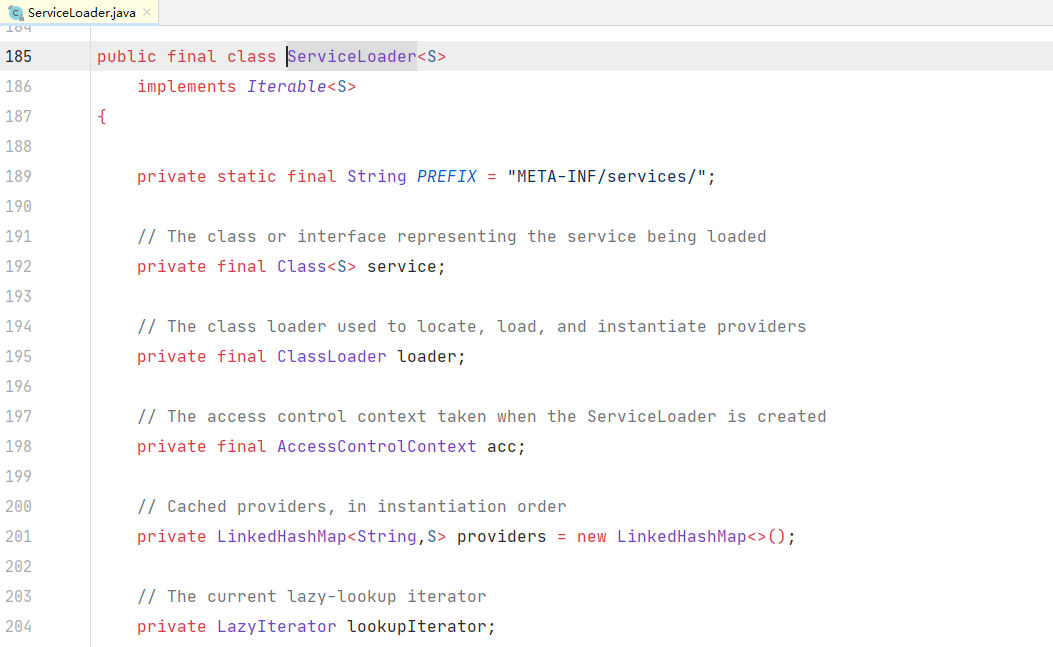 ServiceLoader.java
184
185 public final class ServiceLoader<S>
186 implements Iterable<S>
187 {
188
189 private static final String PREFIX = "META-INF/services/";
190
191 // The class or interface representing the service being loaded
192 private final Class<S> service;
193
194 // The class loader used to locate, load, and instantiate providers
195 private final ClassLoader loader;
196
197 // The access control context taken when the ServiceLoader is created
198 private final AccessControlContext acc;
199
200 // Cached providers, in instantiation order
201 private LinkedHashMap<String,S> providers = new LinkedHashMap<>();
202
203 // The current lazy-lookup iterator
204 private LazyIterator lookupIterator;